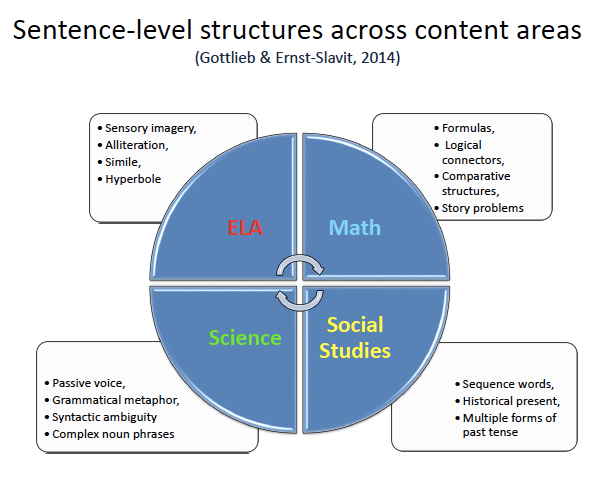 Sentence-level structures across content areas
(Gottlieb & Ernst-Slavit, 2014)
• Sensory imagery,
• Alliteration,
• Simile,
• Hyperbole
• Formulas,
• Logical
connectors,
• Comparative
structures,
• Story problems
ELA
Math
Science
Social
Studies
• Passive voice,
• Grammatical metaphor,
• Syntactic ambiguity
• Complex noun phrases
• Sequence words,
• Historical present,
• Multiple forms of
past tense